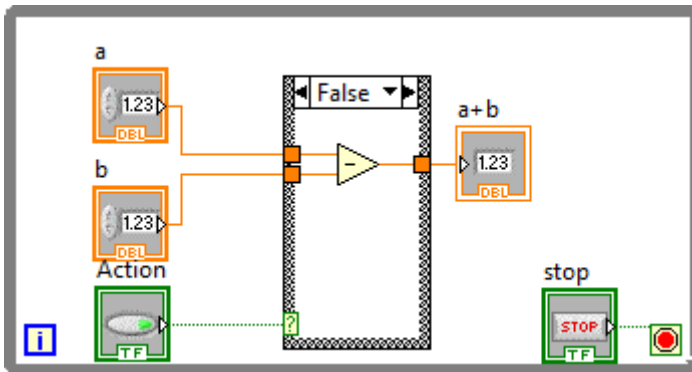 a
1.23
DBL
False
a+b
1.23
DBL
b
1.23
DBL
Action
TF
?
stop
STOP
TF
i